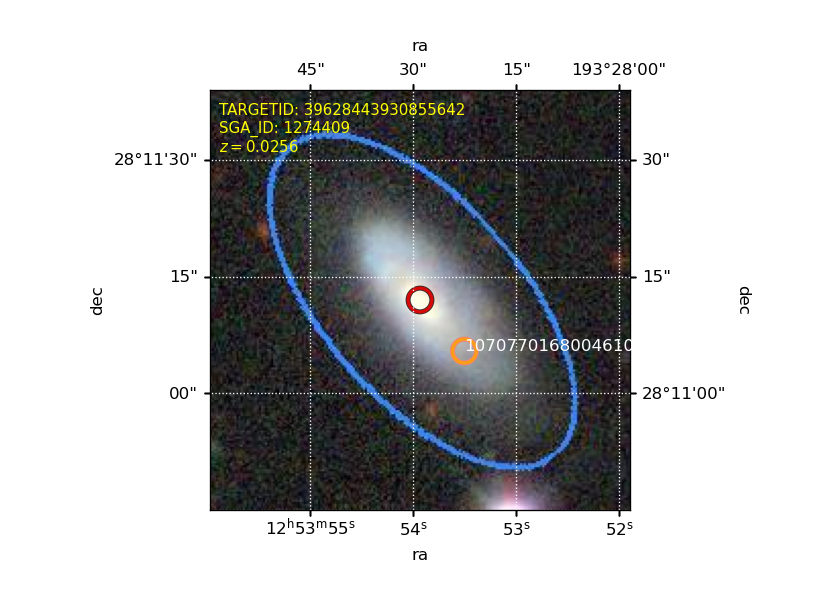 ra
45" 30" 15" 193°28'00"
TARGETID: 39628443930855642
SGA_ID: 1274409
z = 0.0256
28°11'30" 30"
15" 15"
dec dec
1070770168004610
00" 28°11'00"
12h53m55s 54s 53s 52s
ra